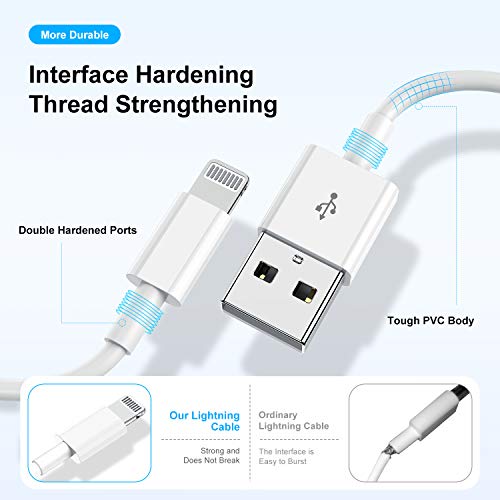 More Durable
Interface Hardening
Thread Strengthening
Double Hardened Ports
Tough PVC Body
Our Lightning
Cable
Strong and
Does Not Break
Ordinary
Lightning Cable
The Interface is
Easy to Burst